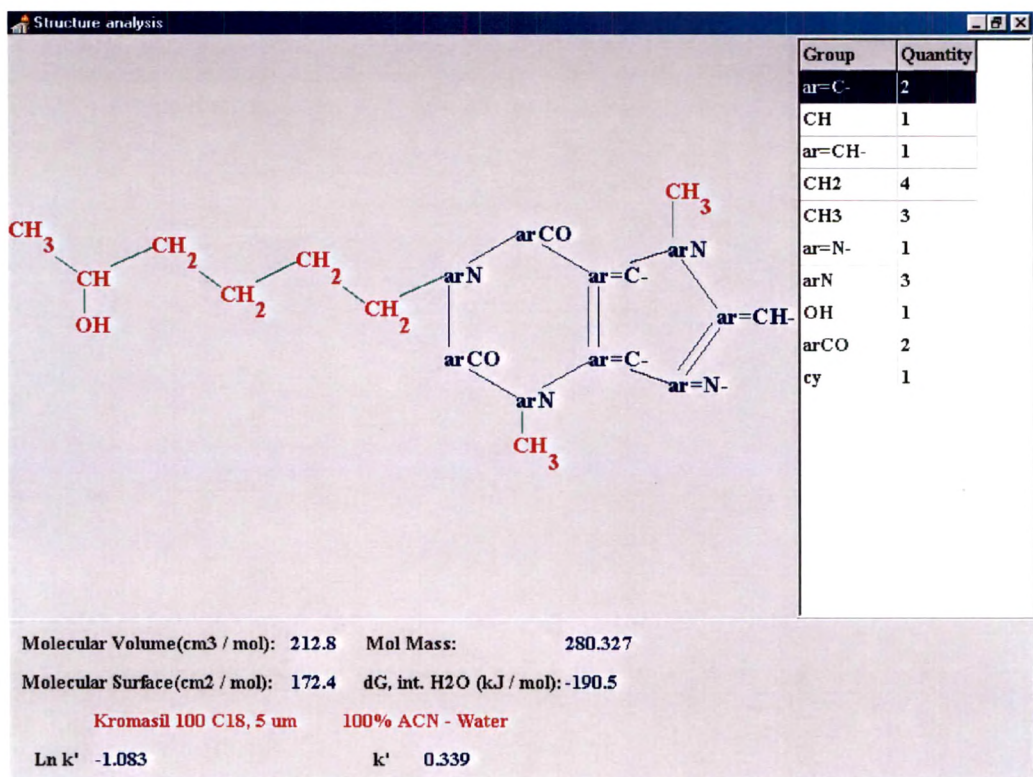 Structure analysis
Group Quantity
ar=C- 2
CH 1
ar=CH- 1
CH2 4
CH3 3
ar=N- 1
arN 3
OH 1
arCO 2
cy 1
CH3
arCO
CH3
CH2
CH2
arN
CH
arN
ar=C-
CH2
CH2
ar=CH-
OH
arCO
ar=C-
ar=N-
arN
CH3
Molecular Volume(cm3 / mol): 212.8 Mol Mass: 280.327
Molecular Surface(cm2 / mol): 172.4 dG, int. H2O (kJ / mol): -190.5
Kromasil 100 C18, 5 um 100% ACN - Water
Ln k' -1.083 k' 0.339